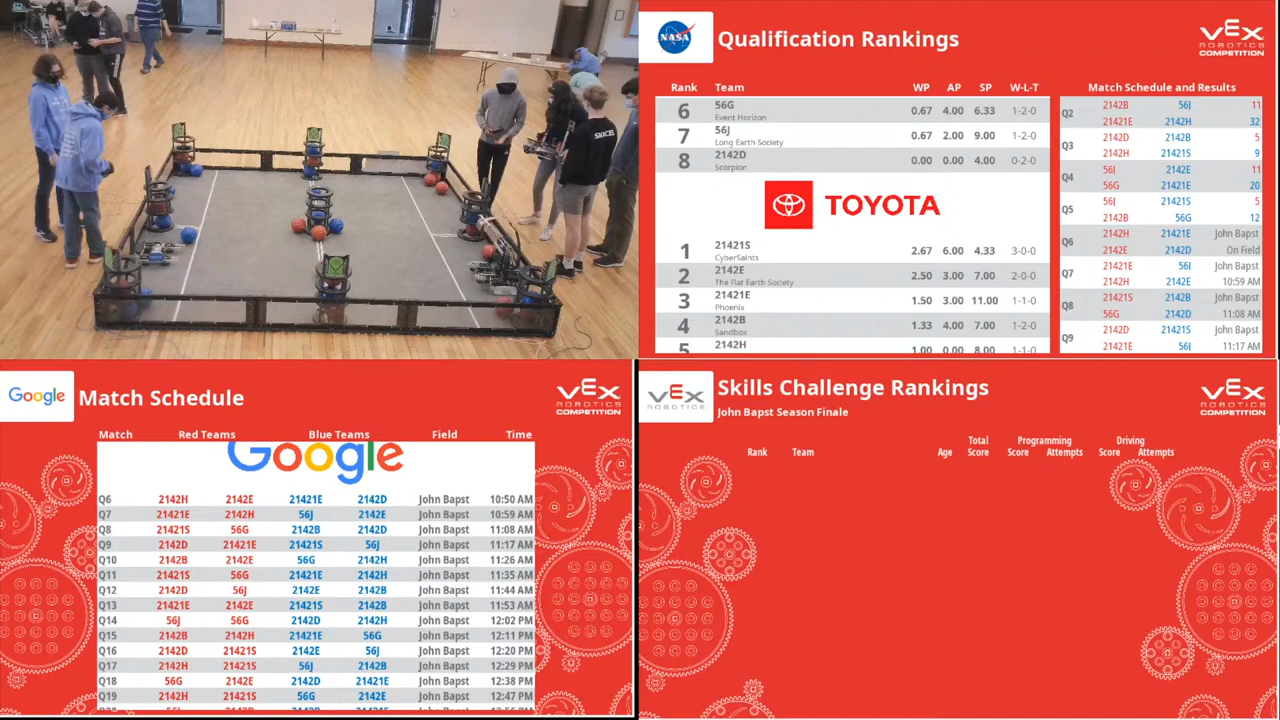 SKICEL
NASA
Qualification Rankings
VEX
ROBOTICS
COMPETITION
Rank Team WP AP SP W-L-T
6 56G 0.67 4.00 6.33 1-2-0
Event Horizon
7 56J 0.67 2.00 9.00 1-2-0
Long Earth Society
8 2142D 0.00 0.00 4.00 0-2-0
Scorpion
TOYOTA
1 21421S 2.67 6.00 4.33 3-0-0
CyberSaints
2 2142E 2.50 3.00 7.00 2-0-0
The Flat Earth Society
3 21421E 1.50 3.00 11.00 1-1-0
Phoenix
4 2142B 1.33 4.00 7.00 1-2-0
Sandbox
5 2142H 1.00 0.00 8.00 1-1-0
Match Schedule and Results
Q2 2142B 56J 11
21421E 2142H 32
Q3 2142D 2142B 5
2142H 21421S 9
Q4 56J 2142E 11
56G 21421E 20
Q5 56J 21421S 5
2142B 56G 12
Q6 2142H 21421E John Bapst
2142E 2142D On Field
Q7 21421E 56J John Bapst
2142H 2142E 10:59 AM
Q8 21421S 2142B John Bapst
56G 2142D 11:08 AM
Q9 2142D 21421S John Bapst
21421E 56J 11:17 AM
Google
Match Schedule
VEX
ROBOTICS
COMPETITION
Match Red Teams Blue Teams Field Time
Google
Q6 2142H 2142E 21421E 2142D John Bapst 10:50 AM
Q7 21421E 2142H 56J 2142E John Bapst 10:59 AM
Q8 21421S 56G 2142B 2142D John Bapst 11:08 AM
Q9 2142D 21421E 21421S 56J John Bapst 11:17 AM
Q10 2142B 2142E 56G 2142H John Bapst 11:26 AM
Q11 21421S 56G 21421E 2142H John Bapst 11:35 AM
Q12 2142D 56J 2142E 2142B John Bapst 11:44 AM
Q13 21421E 2142E 21421S 2142B John Bapst 11:53 AM
Q14 56J 56G 2142D 2142H John Bapst 12:02 PM
Q15 2142B 2142H 21421E 56G John Bapst 12:11 PM
Q16 2142D 21421S 2142E 56J John Bapst 12:20 PM
Q17 2142H 21421S 56J 2142B John Bapst 12:29 PM
Q18 56G 2142E 2142D 21421E John Bapst 12:38 PM
Q19 2142H 21421S 56G 2142E John Bapst 12:47 PM
VEX
ROBOTICS
Skills Challenge Rankings
John Bapst Season Finale
VEX
ROBOTICS
COMPETITION
Rank Team Age Total Score Programming Score Attempts Driving Score Attempts